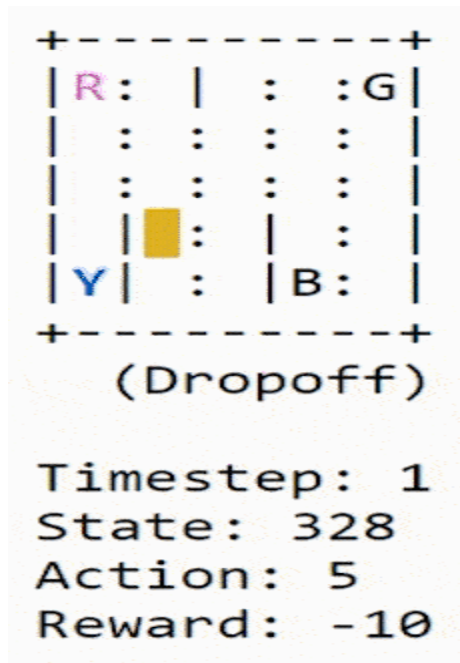 +---------+
|R: | : :G|
| : : : : |
| : : : : |
| | : | : |
|Y| : |B: |
+---------+
(Dropoff)
Timestep: 1
State: 328
Action: 5
Reward: -10